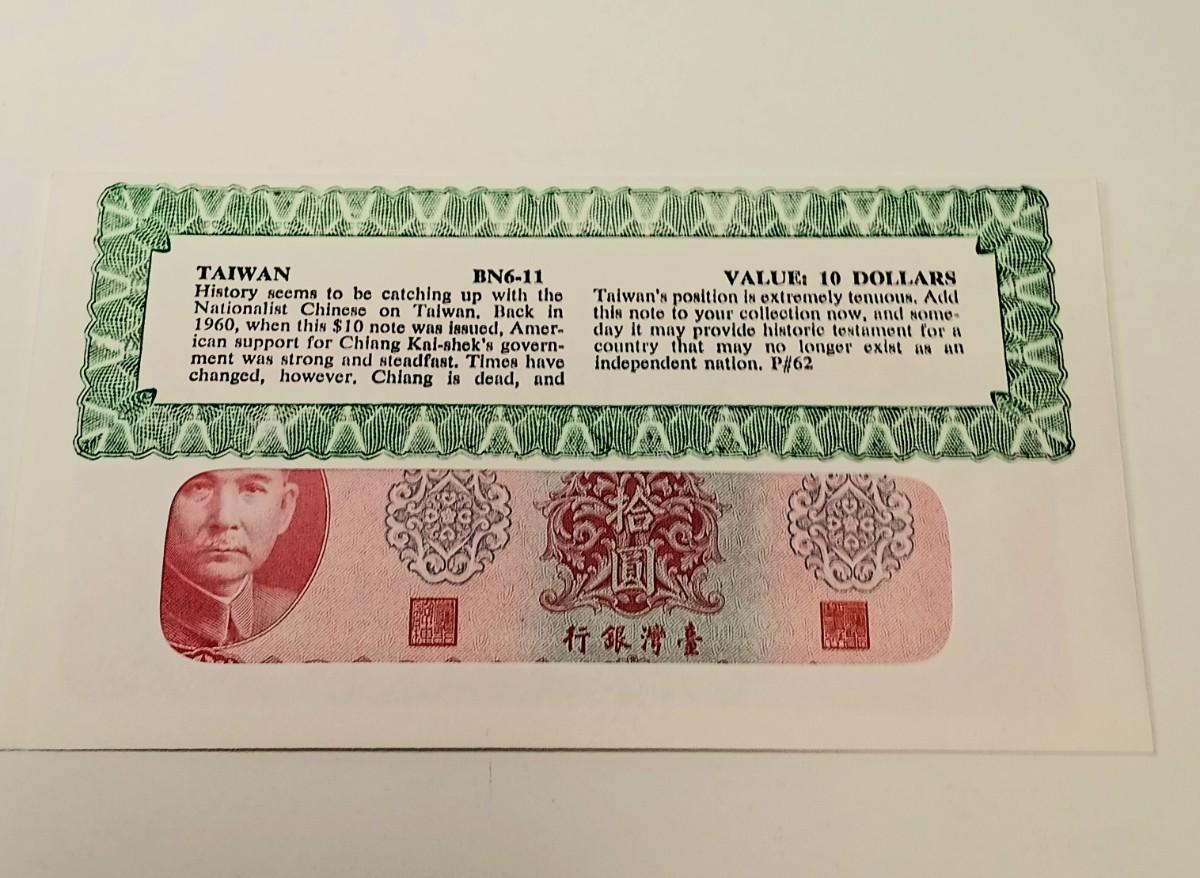 TAIWAN BN6-11
History seems to be catching up with the
Nationalist Chinese on Taiwan. Back in
1960, when this $10 note was issued, Amer-
ican support for Chiang Kai-shek's govern-
ment was strong and steadfast. Times have
changed, however. Chiang is dead, and
VALUE: 10 DOLLARS
Taiwan's position is extremely tenuous. Add
this note to your collection now, and some-
day it may provide historic testament for a
country that may no longer exist as an
independent nation. P#62
拾
圓
行銀灣臺